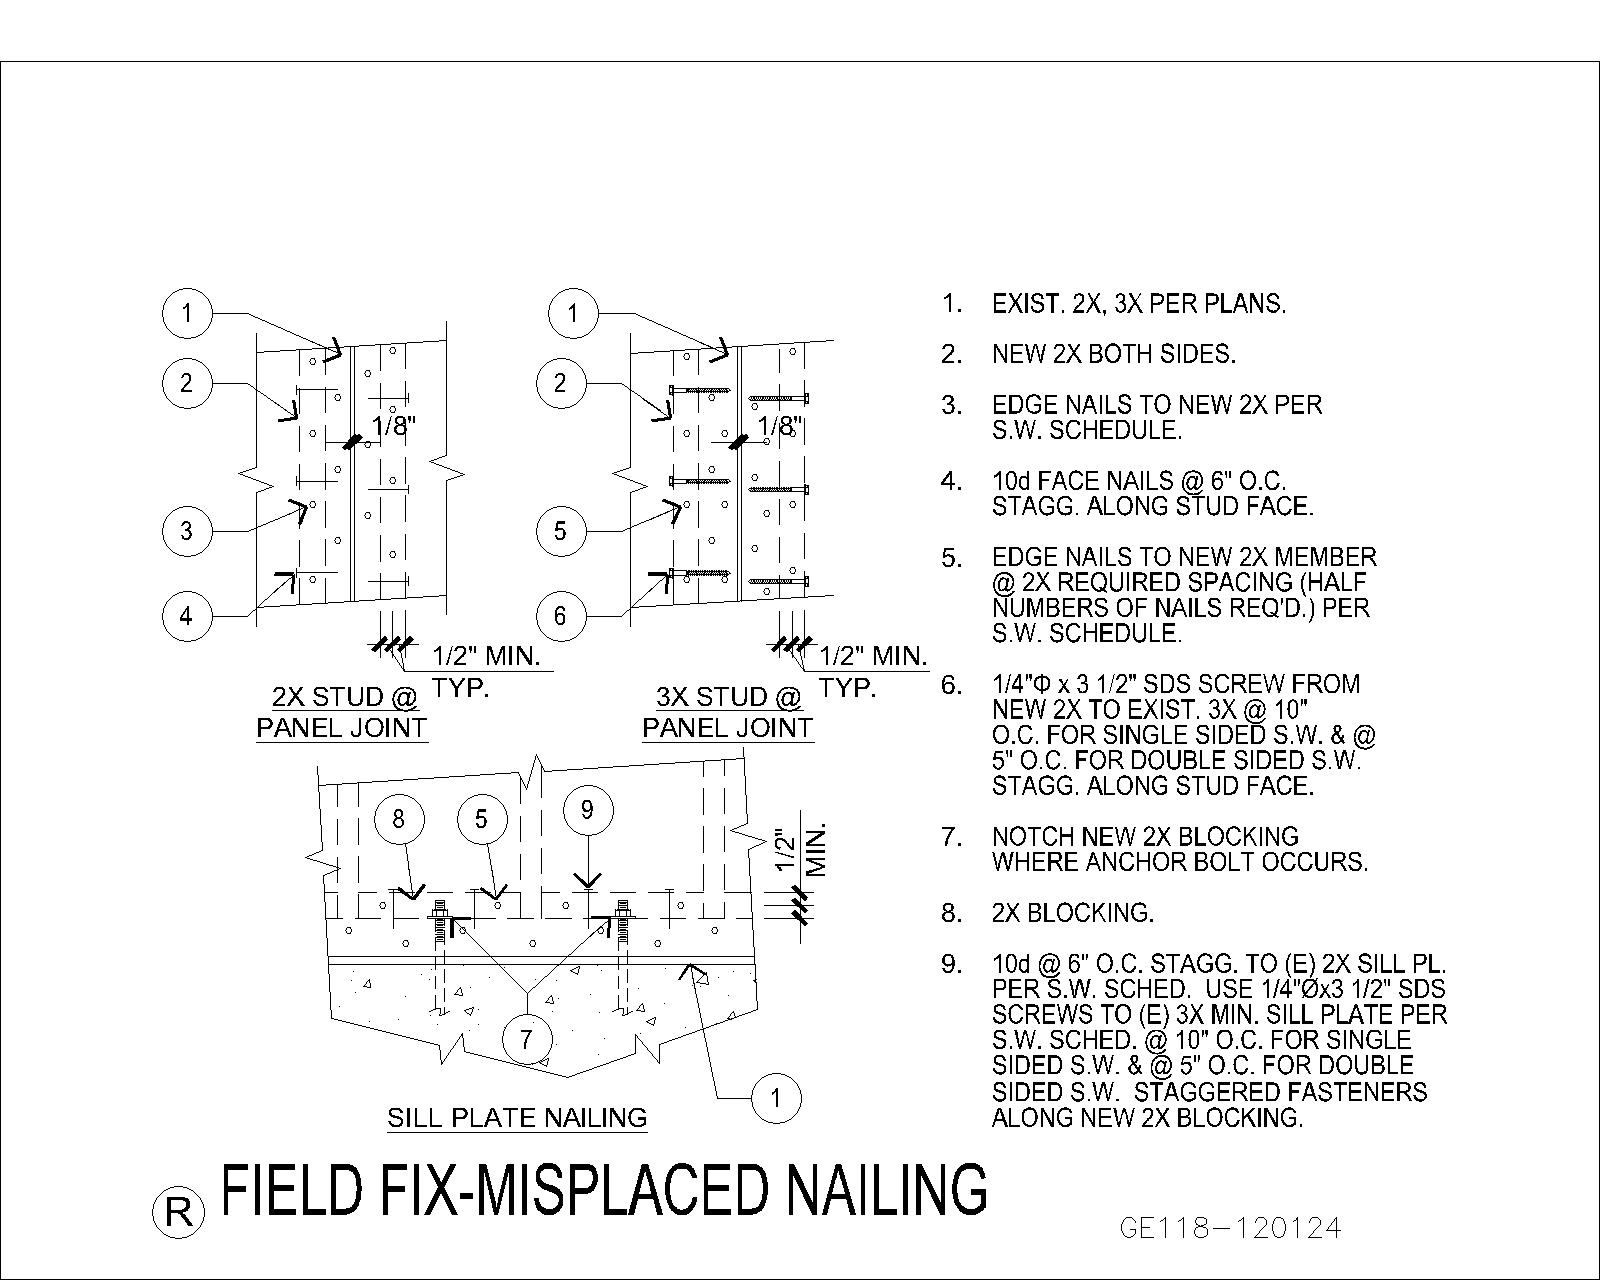 1
2
3
4
1/8"
1/2" MIN.
TYP.
2X STUD @
PANEL JOINT
1
2
5
6
1/8"
1/2" MIN.
TYP.
3X STUD @
PANEL JOINT
8
5
9
1/2"
MIN.
7
1
SILL PLATE NAILING
1. EXIST. 2X, 3X PER PLANS.
2. NEW 2X BOTH SIDES.
3. EDGE NAILS TO NEW 2X PER
S.W. SCHEDULE.
4. 10d FACE NAILS @ 6" O.C.
STAGG. ALONG STUD FACE.
5. EDGE NAILS TO NEW 2X MEMBER
@ 2X REQUIRED SPACING (HALF
NUMBERS OF NAILS REQ'D.) PER
S.W. SCHEDULE.
6. 1/4"Φ x 3 1/2" SDS SCREW FROM
NEW 2X TO EXIST. 3X @ 10"
O.C. FOR SINGLE SIDED S.W. & @
5" O.C. FOR DOUBLE SIDED S.W.
STAGG. ALONG STUD FACE.
7. NOTCH NEW 2X BLOCKING
WHERE ANCHOR BOLT OCCURS.
8. 2X BLOCKING.
9. 10d @ 6" O.C. STAGG. TO (E) 2X SILL PL.
PER S.W. SCHED. USE 1/4"Øx3 1/2" SDS
SCREWS TO (E) 3X MIN. SILL PLATE PER
S.W. SCHED. @ 10" O.C. FOR SINGLE
SIDED S.W. & @ 5" O.C. FOR DOUBLE
SIDED S.W. STAGGERED FASTENERS
ALONG NEW 2X BLOCKING.
R FIELD FIX-MISPLACED NAILING
GE118-120124